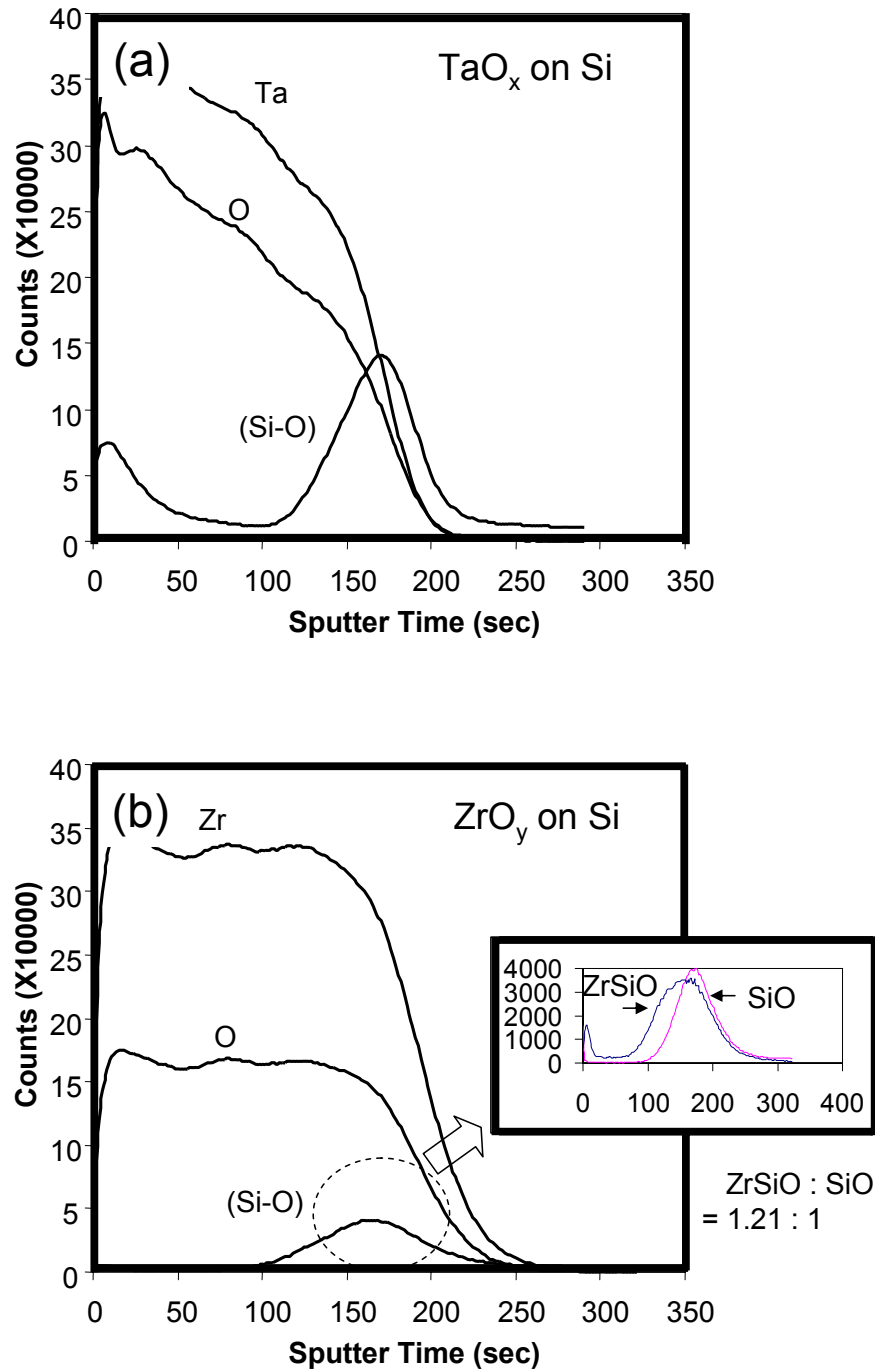 (a)
TaOₓ on Si
Ta
O
(Si-O)
Counts (X10000)
40
35
30
25
20
15
10
5
0
0 50 100 150 200 250 300 350
Sputter Time (sec)
(b)
ZrOᵧ on Si
Zr
O
(Si-O)
Counts (X10000)
40
35
30
25
20
15
10
5
0
0 50 100 150 200 250 300 350
Sputter Time (sec)
4000
3000
2000
1000
0
ZrSiO
SiO
0 100 200 300 400
ZrSiO : SiO
= 1.21 : 1